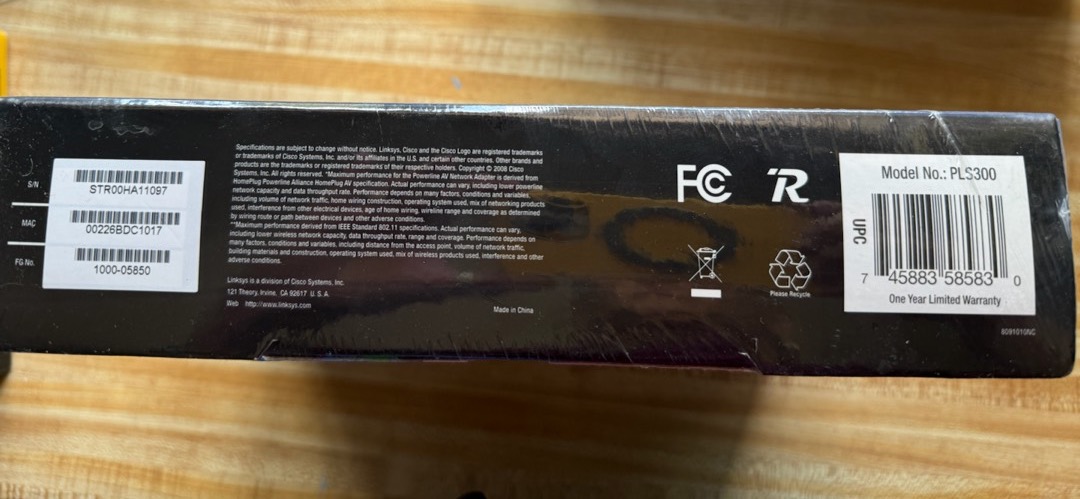 S/N
STR00HA11097
MAC
00226BDC1017
FG No.
1000-05850
Specifications are subject to change without notice. Linksys, Cisco and the Cisco Logo are registered trademarks
or trademarks of Cisco Systems, Inc. and/or its affiliates in the U.S. and certain other countries. Other brands and
products are the trademarks or registered trademarks of their respective holders. Copyright © 2008 Cisco
Systems, Inc. All rights reserved. *Maximum performance for the Powerline AV Network Adapter is derived from
HomePlug Powerline Alliance HomePlug AV specification. Actual performance can vary, including lower powerline
network capacity and data throughput rate. Performance depends on many factors, conditions and variables,
including volume of network traffic, home wiring construction, operating system used, mix of networking products
used, interference from other electrical devices, age of home wiring, wireline range and coverage as determined
by wiring route or path between devices and other adverse conditions.
**Maximum performance derived from IEEE Standard 802.11 specifications. Actual performance can vary,
including lower wireless network capacity, data throughput rate, range and coverage. Performance depends on
many factors, conditions and variables, including distance from the access point, volume of network traffic,
building materials and construction, operating system used, mix of wireless products used, interference and other
adverse conditions.
Linksys is a division of Cisco Systems, Inc.
121 Theory, Irvine, CA 92617 U.S.A.
Web http://www.linksys.com
Made in China
FC
R
Please Recycle
Model No.: PLS300
UPC
7 45883 58583 0
One Year Limited Warranty
8091010NC